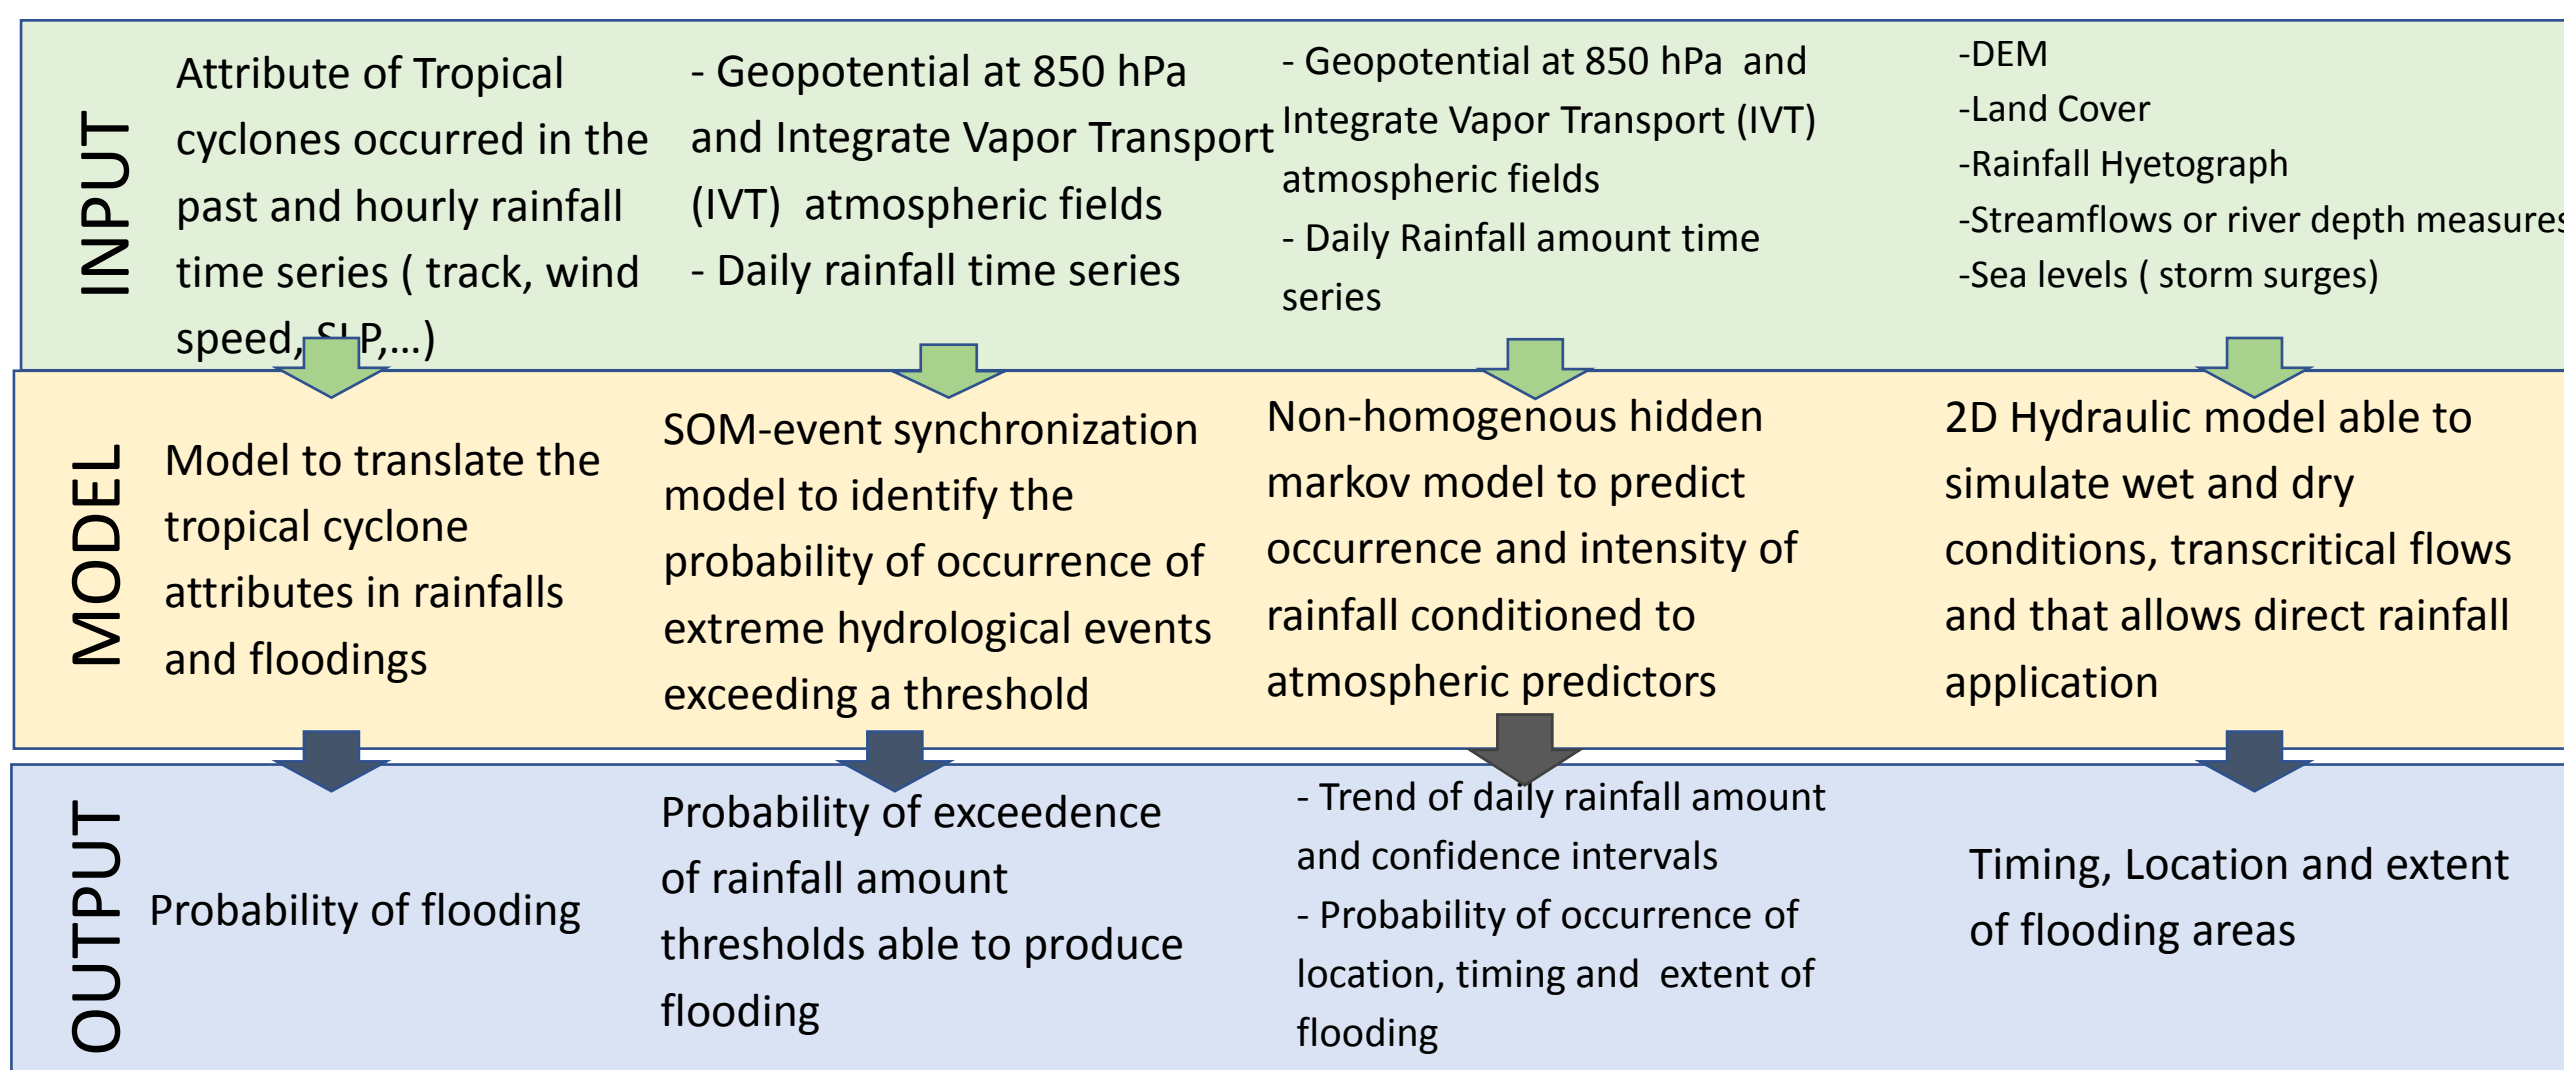 INPUT
Attribute of Tropical
cyclones occurred in the
past and hourly rainfall
time series ( track, wind
speed, SLP,...)
- Geopotential at 850 hPa
and Integrate Vapor Transport
(IVT) atmospheric fields
- Daily rainfall time series
- Geopotential at 850 hPa and
Integrate Vapor Transport (IVT)
atmospheric fields
- Daily Rainfall amount time
series
-DEM
-Land Cover
-Rainfall Hyetograph
-Streamflows or river depth measures
-Sea levels ( storm surges)
MODEL
Model to translate the
tropical cyclone
attributes in rainfalls
and floodings
SOM-event synchronization
model to identify the
probability of occurrence of
extreme hydrological events
exceeding a threshold
Non-homogenous hidden
markov model to predict
occurrence and intensity of
rainfall conditioned to
atmospheric predictors
2D Hydraulic model able to
simulate wet and dry
conditions, transcritical flows
and that allows direct rainfall
application
OUTPUT
Probability of flooding
Probability of exceedence
of rainfall amount
thresholds able to produce
flooding
- Trend of daily rainfall amount
and confidence intervals
- Probability of occurrence of
location, timing and extent of
flooding
Timing, Location and extent
of flooding areas